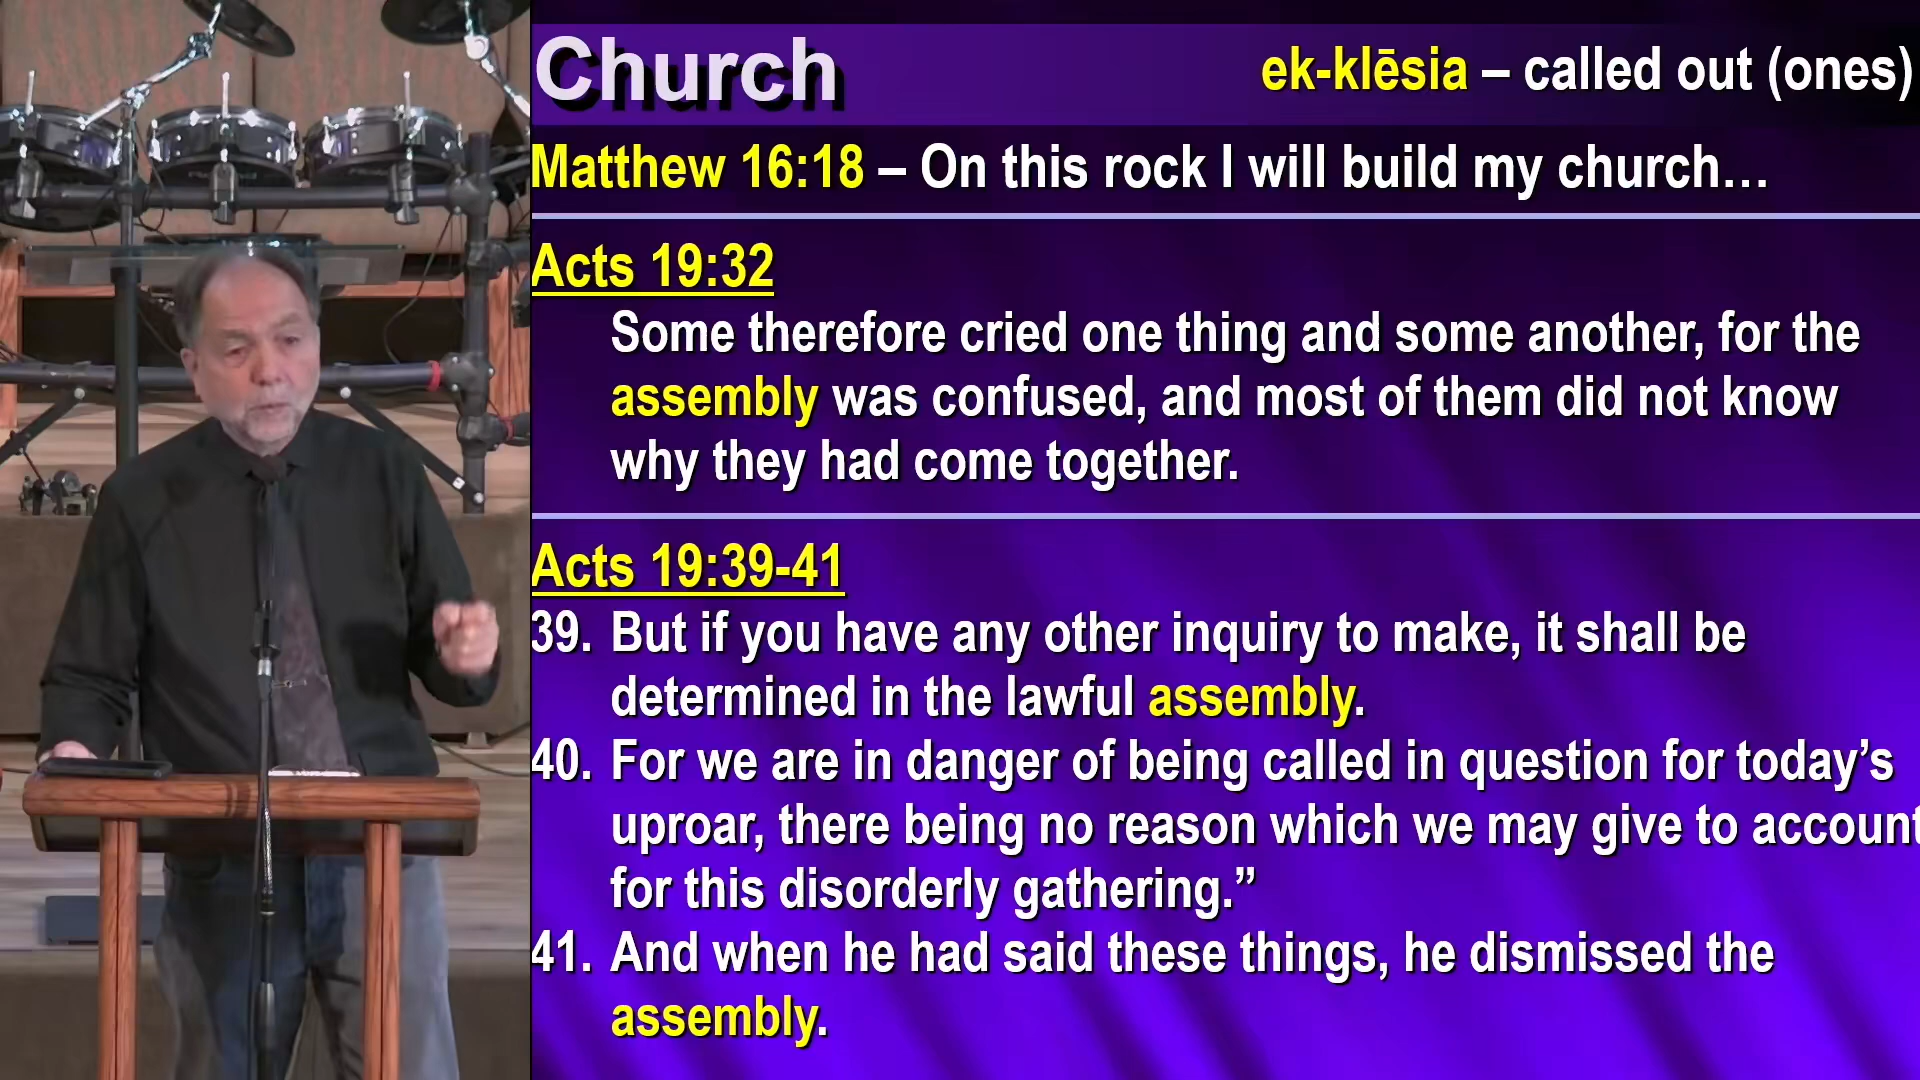 Church
ek-klēsia – called out (ones)
Matthew 16:18 – On this rock I will build my church…
Acts 19:32
Some therefore cried one thing and some another, for the
assembly was confused, and most of them did not know
why they had come together.
Acts 19:39-41
39. But if you have any other inquiry to make, it shall be
determined in the lawful assembly.
40. For we are in danger of being called in question for today’s
uproar, there being no reason which we may give to account
for this disorderly gathering.”
41. And when he had said these things, he dismissed the
assembly.